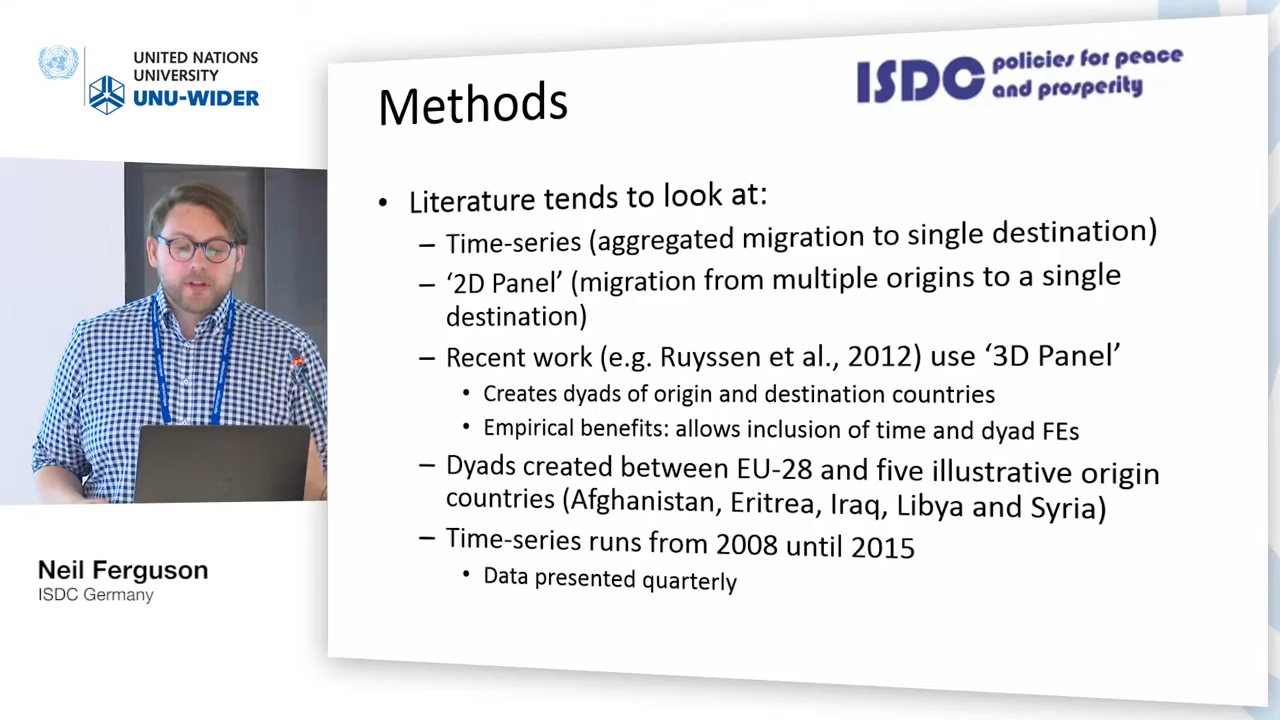 UNITED NATIONS
UNIVERSITY
UNU-WIDER
ISDC policies for peace
and prosperity
Methods
• Literature tends to look at:
– Time-series (aggregated migration to single destination)
– ‘2D Panel’ (migration from multiple origins to a single
destination)
– Recent work (e.g. Ruyssen et al., 2012) use ‘3D Panel’
• Creates dyads of origin and destination countries
• Empirical benefits: allows inclusion of time and dyad FEs
– Dyads created between EU-28 and five illustrative origin
countries (Afghanistan, Eritrea, Iraq, Libya and Syria)
– Time-series runs from 2008 until 2015
• Data presented quarterly
Neil Ferguson
ISDC Germany